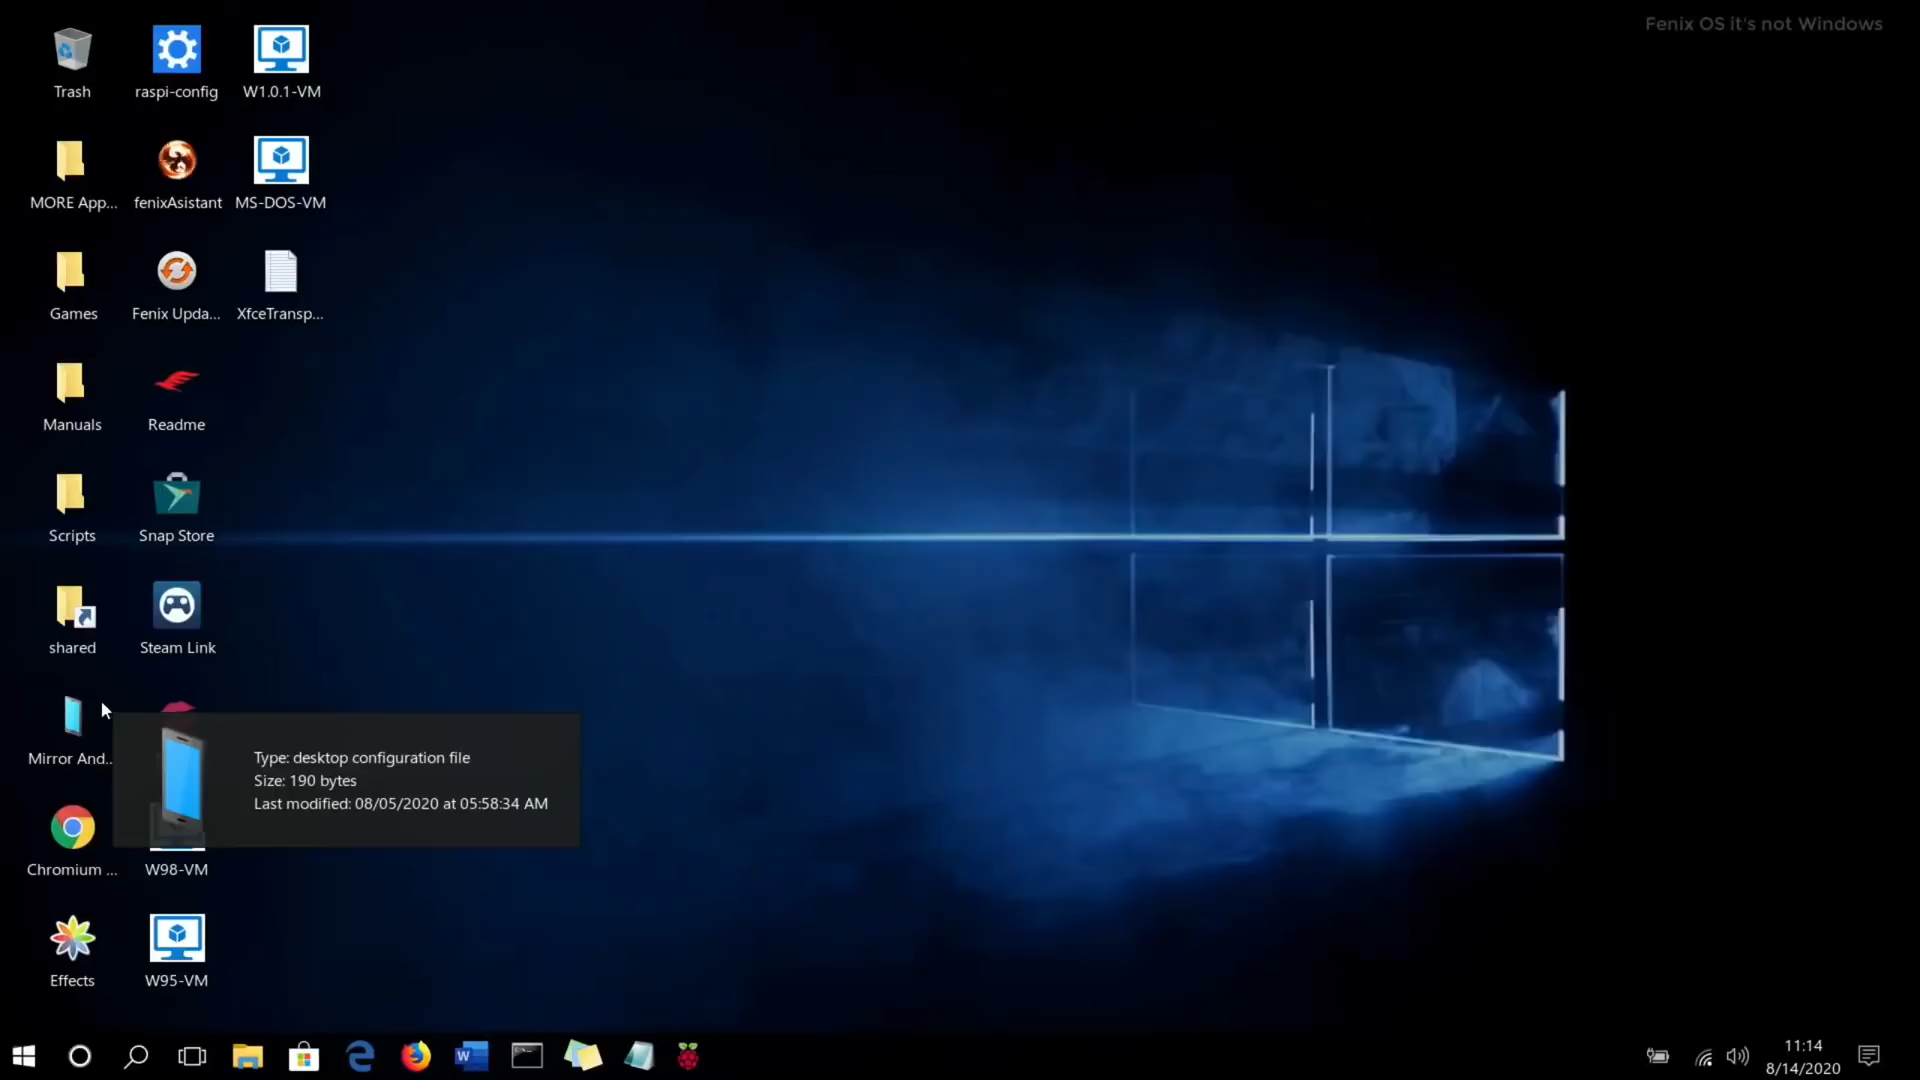 Fenix OS it's not Windows
Trash
raspi-config
W1.0.1-VM
MORE App...
fenixAsistant
MS-DOS-VM
Games
Fenix Upda...
XfceTransp...
Manuals
Readme
Scripts
Snap Store
shared
Steam Link
Mirror And..
Type: desktop configuration file
Size: 190 bytes
Last modified: 08/05/2020 at 05:58:34 AM
Chromium ...
W98-VM
Effects
W95-VM
W
11:14
8/14/2020